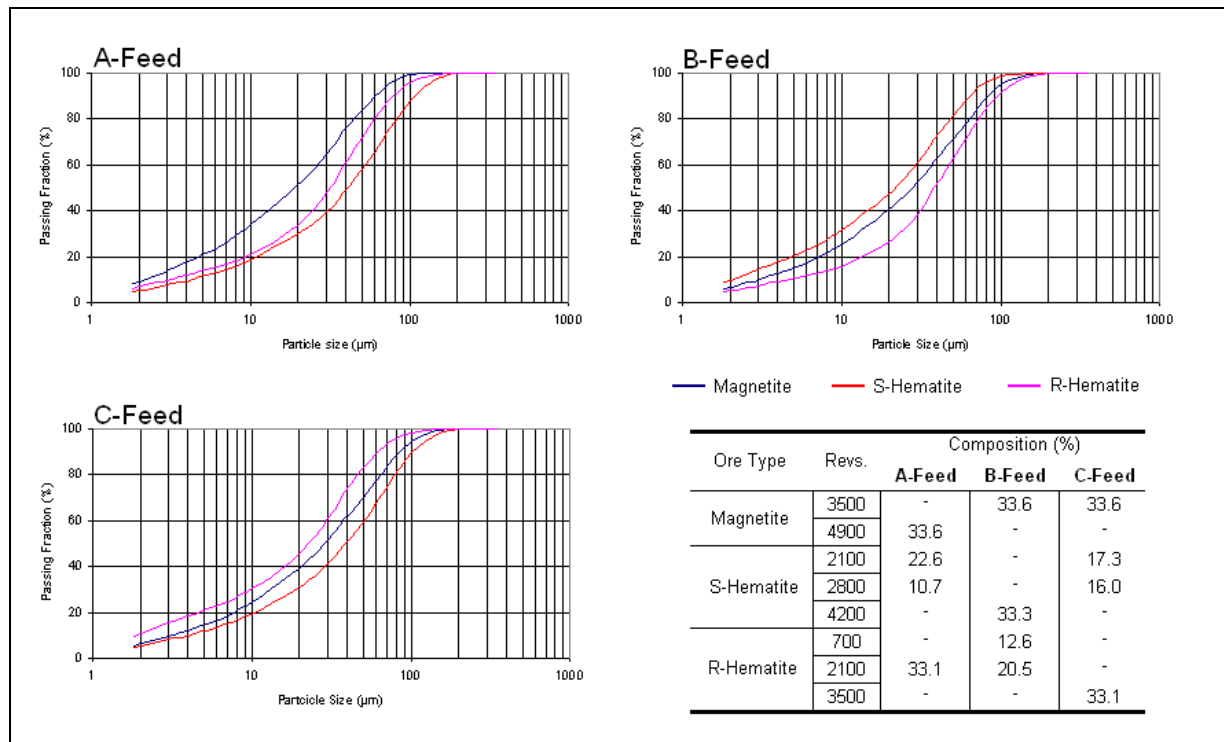 A-Feed
100
80
60
40
20
0
Passing Fraction (%)
1 10 100 1000
Particle size (µm)
B-Feed
100
80
60
40
20
0
Passing Fraction (%)
1 10 100 1000
Particle Size (µm)
Magnetite S-Hematite R-Hematite
C-Feed
100
80
60
40
20
0
Passing Fraction (%)
1 10 100 1000
Partcicle Size (µm)
Ore Type Revs. Composition (%)
A-Feed B-Feed C-Feed
Magnetite 3500 - 33.6 33.6
4900 33.6 - -
S-Hematite 2100 22.6 - 17.3
2800 10.7 - 16.0
4200 - 33.3 -
R-Hematite 700 - 12.6 -
2100 33.1 20.5 -
3500 - - 33.1